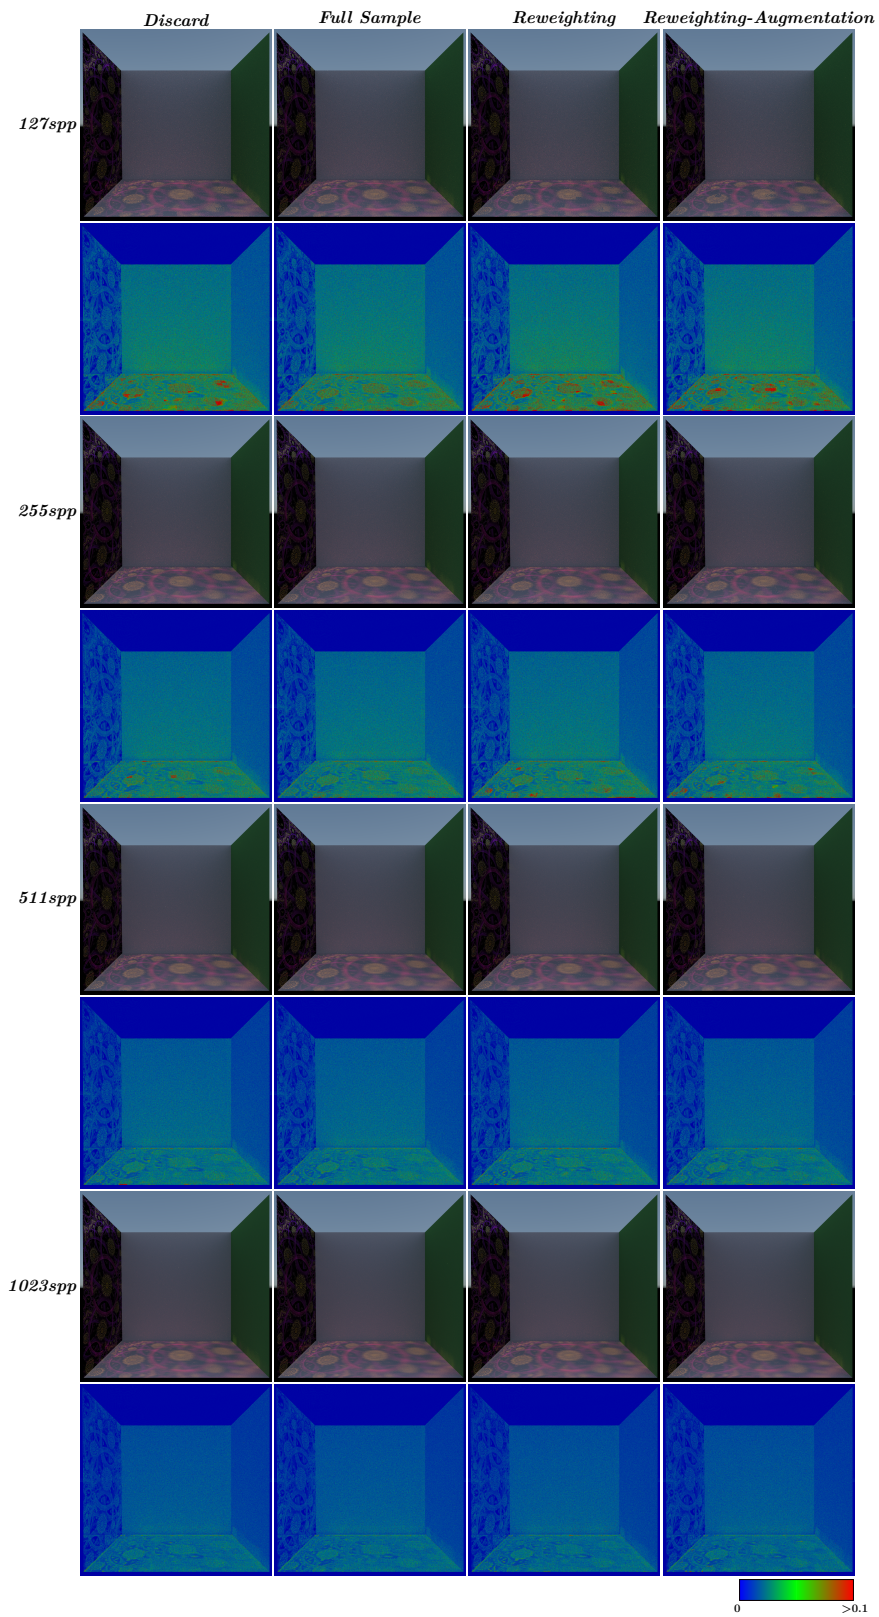 Discard Full Sample Reweighting Reweighting-Augmentation
127spp
255spp
511spp
1023spp
0 >0.1